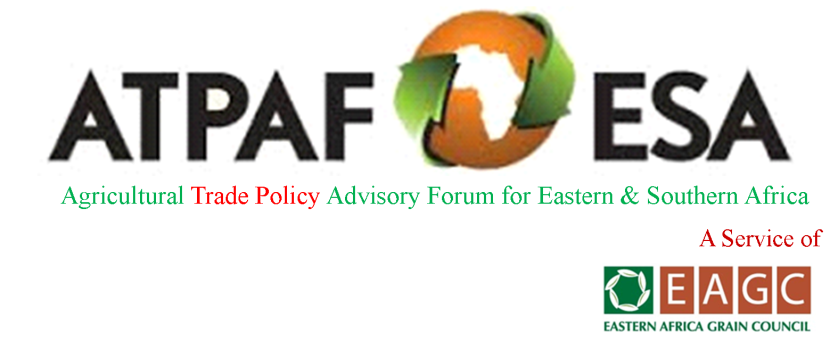 ATPAF ESA
Agricultural Trade Policy Advisory Forum for Eastern & Southern Africa
A Service of
EAGC
EASTERN AFRICA GRAIN COUNCIL